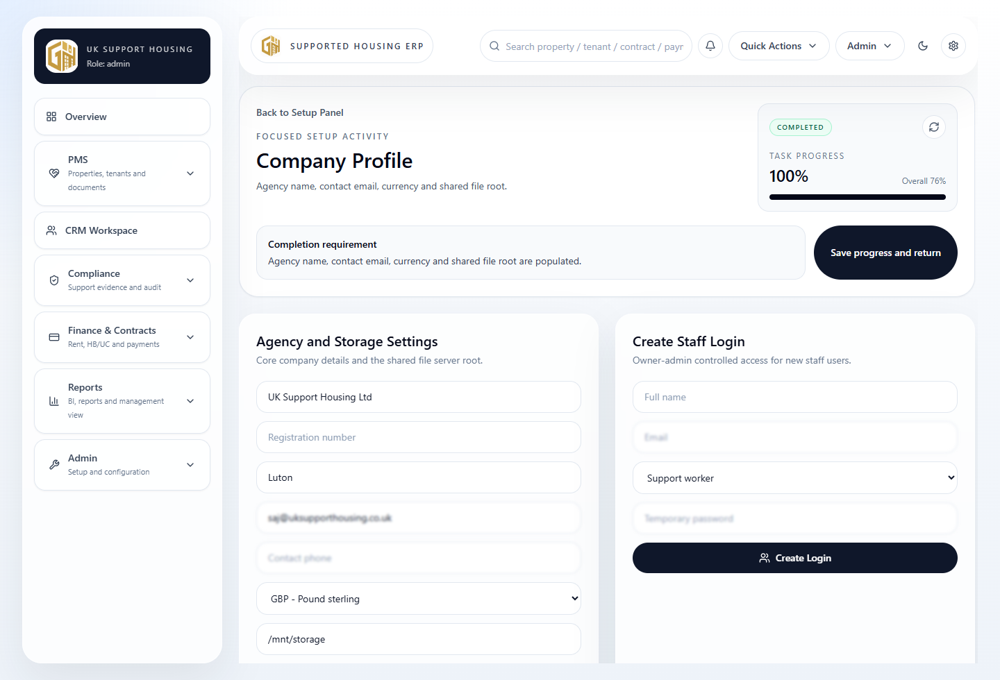 UK SUPPORT HOUSING
Role: admin
Overview
PMS
Properties, tenants and
documents
CRM Workspace
Compliance
Support evidence and audit
Finance & Contracts
Rent, HB/UC and payments
Reports
BI, reports and management
view
Admin
Setup and configuration
SUPPORTED HOUSING ERP
Search property / tenant / contract / payr
Quick Actions
Admin
Back to Setup Panel
FOCUSED SETUP ACTIVITY
Company Profile
Agency name, contact email, currency and shared file root.
COMPLETED
TASK PROGRESS
100%
Overall 76%
Completion requirement
Agency name, contact email, currency and shared file root are populated.
Save progress and return
Agency and Storage Settings
Core company details and the shared file server root.
UK Support Housing Ltd
Registration number
Luton
Contact phone
GBP - Pound sterling
/mnt/storage
Create Staff Login
Owner-admin controlled access for new staff users.
Full name
Email
Support worker
Temporary password
Create Login